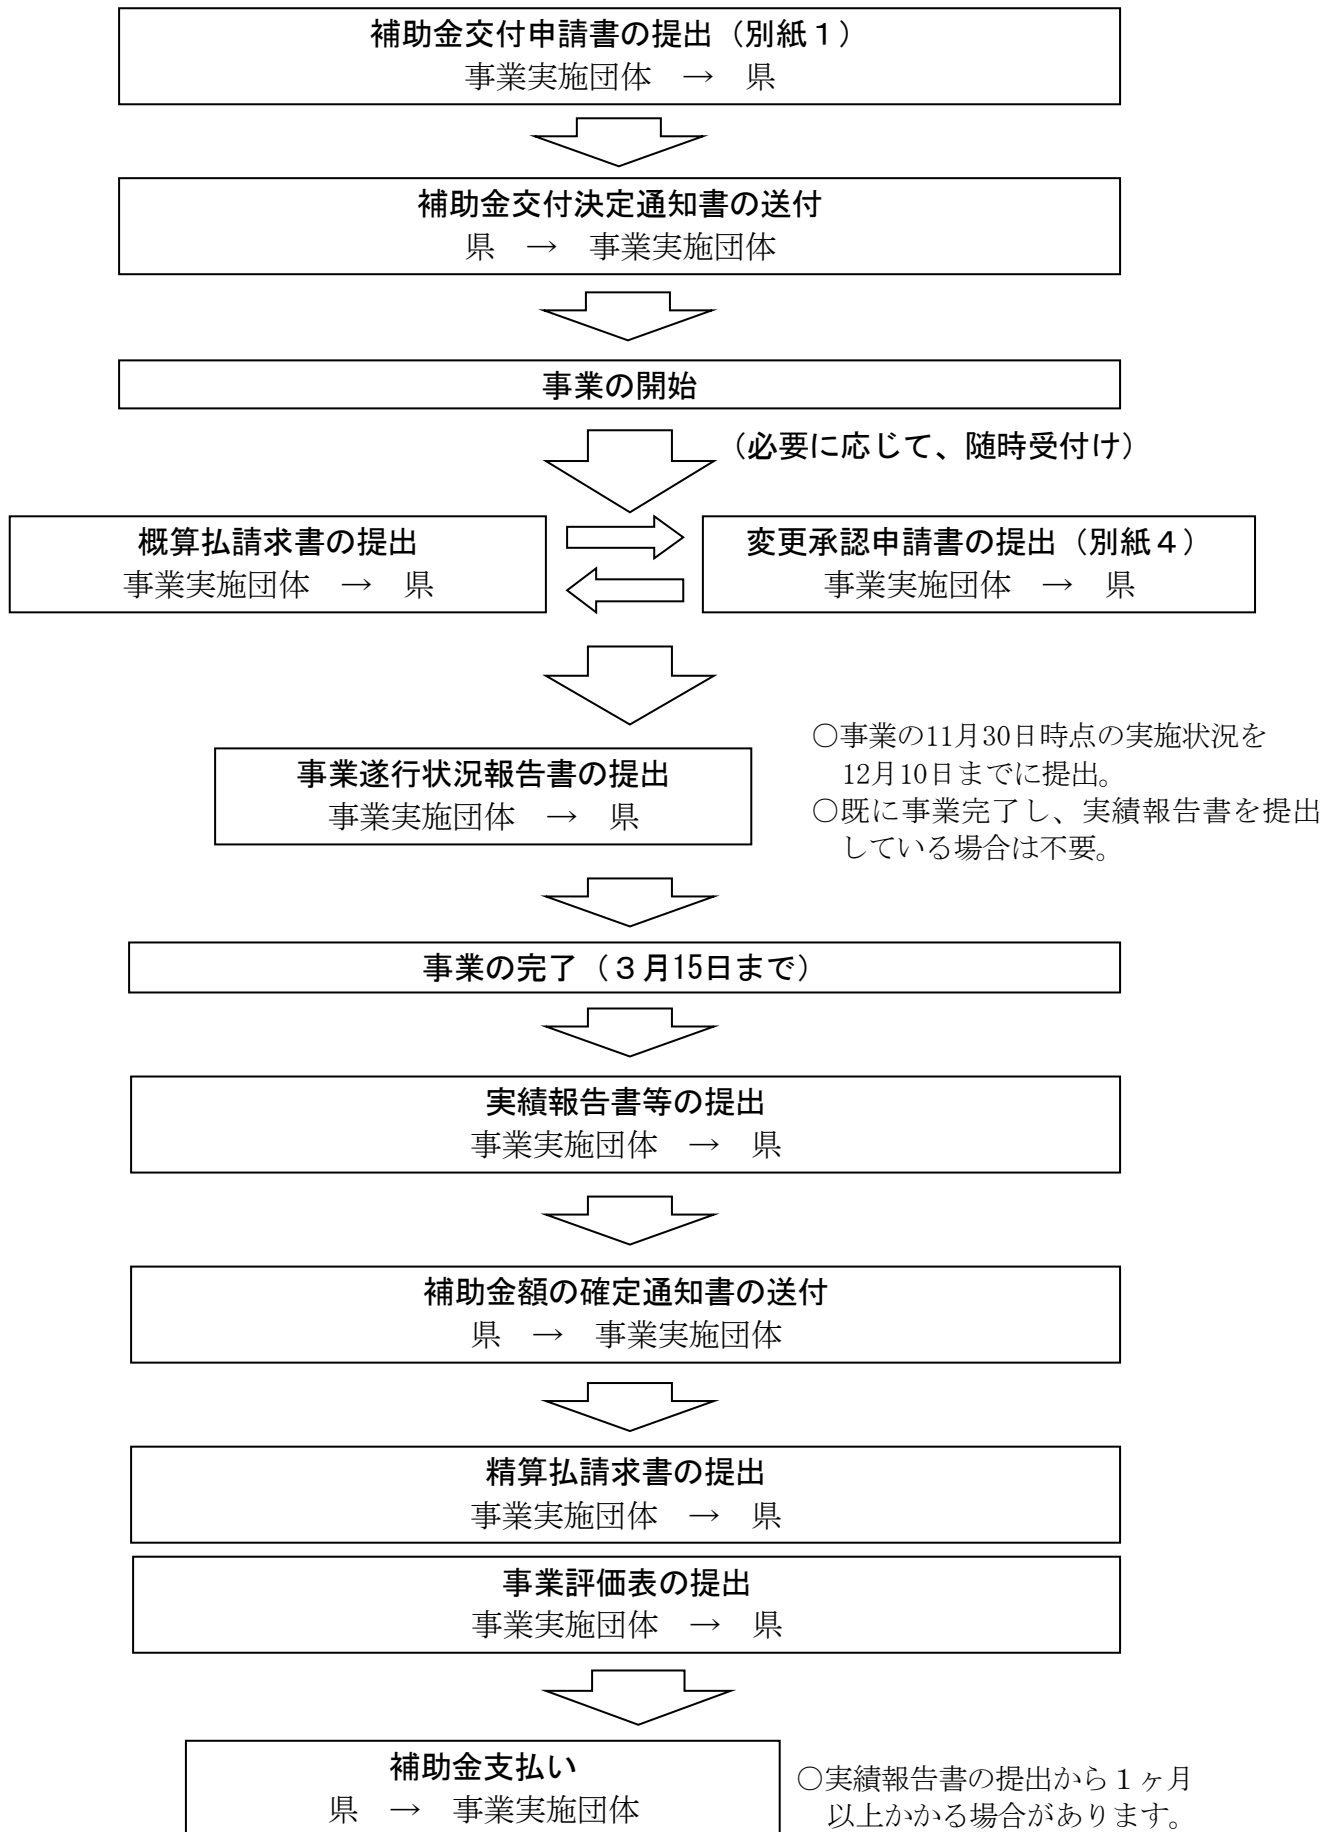 補助金交付申請書の提出（別紙１）
事業実施団体　→　県
補助金交付決定通知書の送付
県　→　事業実施団体
事業の開始
（必要に応じて、随時受付け）
概算払請求書の提出
事業実施団体　→　県
変更承認申請書の提出（別紙４）
事業実施団体　→　県
事業遂行状況報告書の提出
事業実施団体　→　県
○事業の11月30日時点の実施状況を
12月10日までに提出。
○既に事業完了し、実績報告書を提出
している場合は不要。
事業の完了（３月15日まで）
実績報告書等の提出
事業実施団体　→　県
補助金額の確定通知書の送付
県　→　事業実施団体
精算払請求書の提出
事業実施団体　→　県
事業評価表の提出
事業実施団体　→　県
補助金支払い
県　→　事業実施団体
○実績報告書の提出から１ヶ月
以上かかる場合があります。